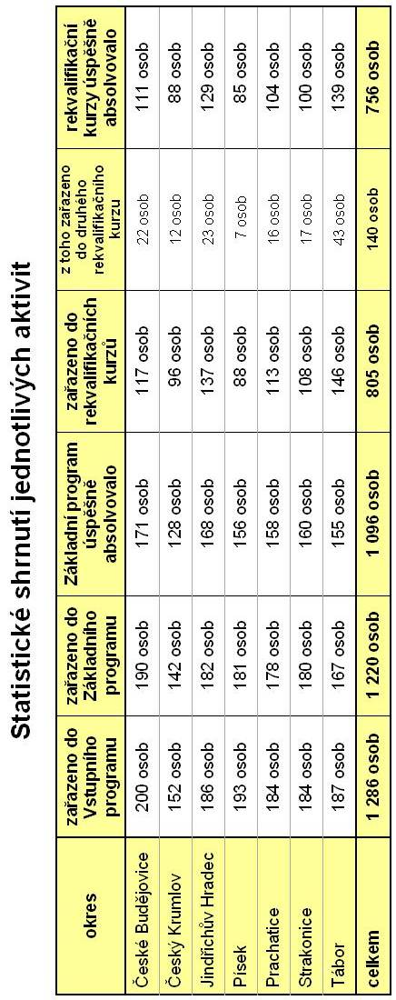 Statistické shrnutí jednotlivých aktivit
okres | zařazeno do Vstupního programu | zařazeno do Základního programu | Základní program úspěšně absolvovalo | zařazeno do rekvalifikačních kurzů | z toho zařazeno do druhého rekvalifikačního kurzu | rekvalifikační kurzy úspěšně absolvovalo
České Budějovice | 200 osob | 190 osob | 171 osob | 117 osob | 22 osob | 111 osob
Český Krumlov | 152 osob | 142 osob | 128 osob | 96 osob | 12 osob | 88 osob
Jindřichův Hradec | 186 osob | 182 osob | 168 osob | 137 osob | 23 osob | 129 osob
Písek | 193 osob | 181 osob | 156 osob | 88 osob | 7 osob | 85 osob
Prachatice | 184 osob | 178 osob | 158 osob | 113 osob | 16 osob | 104 osob
Strakonice | 184 osob | 180 osob | 160 osob | 108 osob | 17 osob | 100 osob
Tábor | 187 osob | 167 osob | 155 osob | 146 osob | 43 osob | 139 osob
celkem | 1 286 osob | 1 220 osob | 1 096 osob | 805 osob | 140 osob | 756 osob